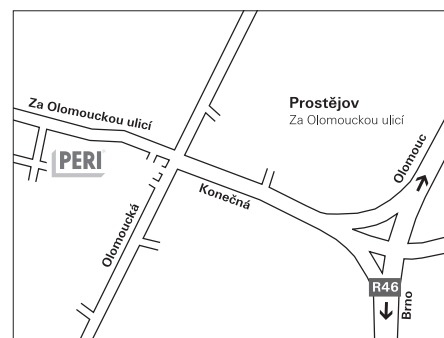 Prostějov
Za Olomouckou ulicí
Za Olomouckou ulicí
PERI
Olomouc
Konečná
Olomoucká
R46
Brno